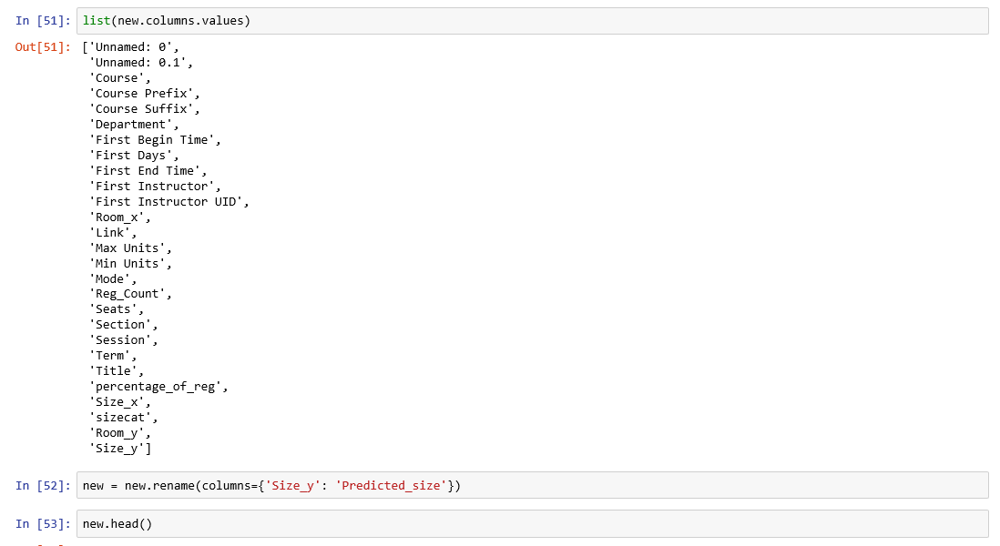 In [51]: list(new.columns.values)
Out[51]: ['Unnamed: 0',
'Unnamed: 0.1',
'Course',
'Course Prefix',
'Course Suffix',
'Department',
'First Begin Time',
'First Days',
'First End Time',
'First Instructor',
'First Instructor UID',
'Room_x',
'Link',
'Max Units',
'Min Units',
'Mode',
'Reg_Count',
'Seats',
'Section',
'Session',
'Term',
'Title',
'percentage_of_reg',
'Size_x',
'sizecat',
'Room_y',
'Size_y']
In [52]: new = new.rename(columns={'Size_y': 'Predicted_size'})
In [53]: new.head()